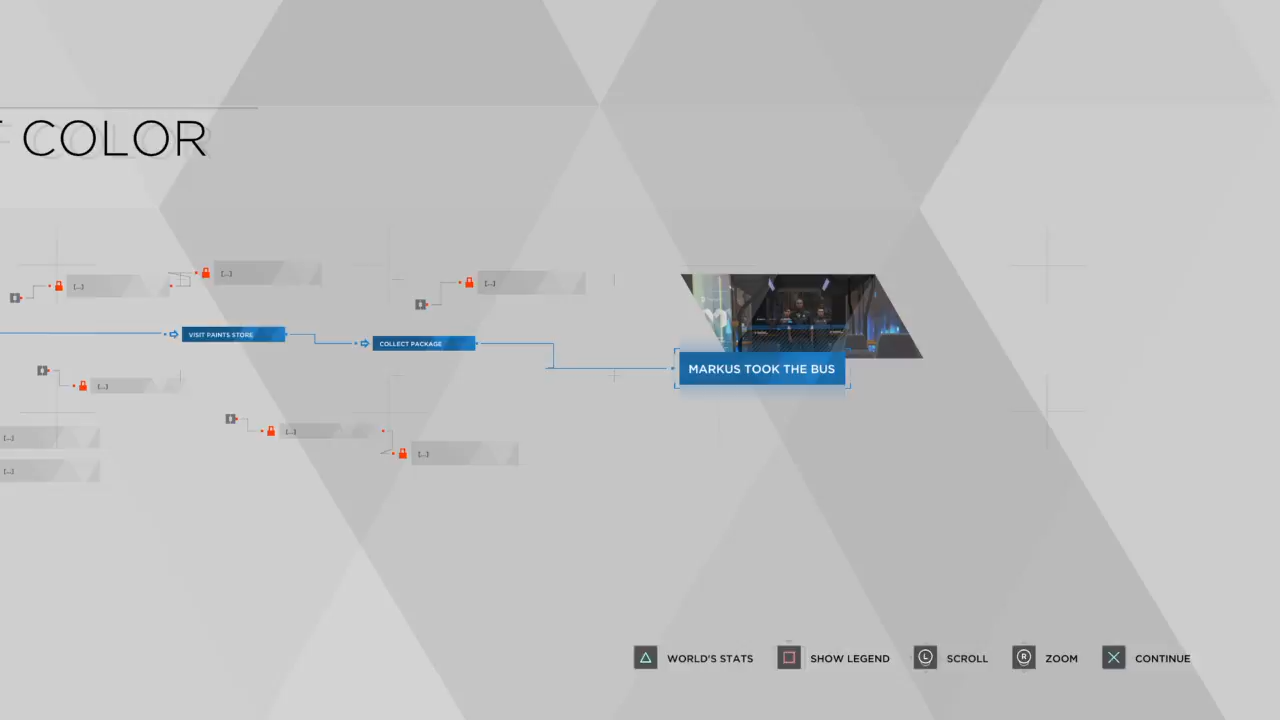 COLOR
[...]
[...]
[...]
VISIT PAINTS STORE
COLLECT PACKAGE
MARKUS TOOK THE BUS
[...]
[...]
[...]
[...]
[...]
WORLD'S STATS
SHOW LEGEND
L
SCROLL
R
ZOOM
CONTINUE